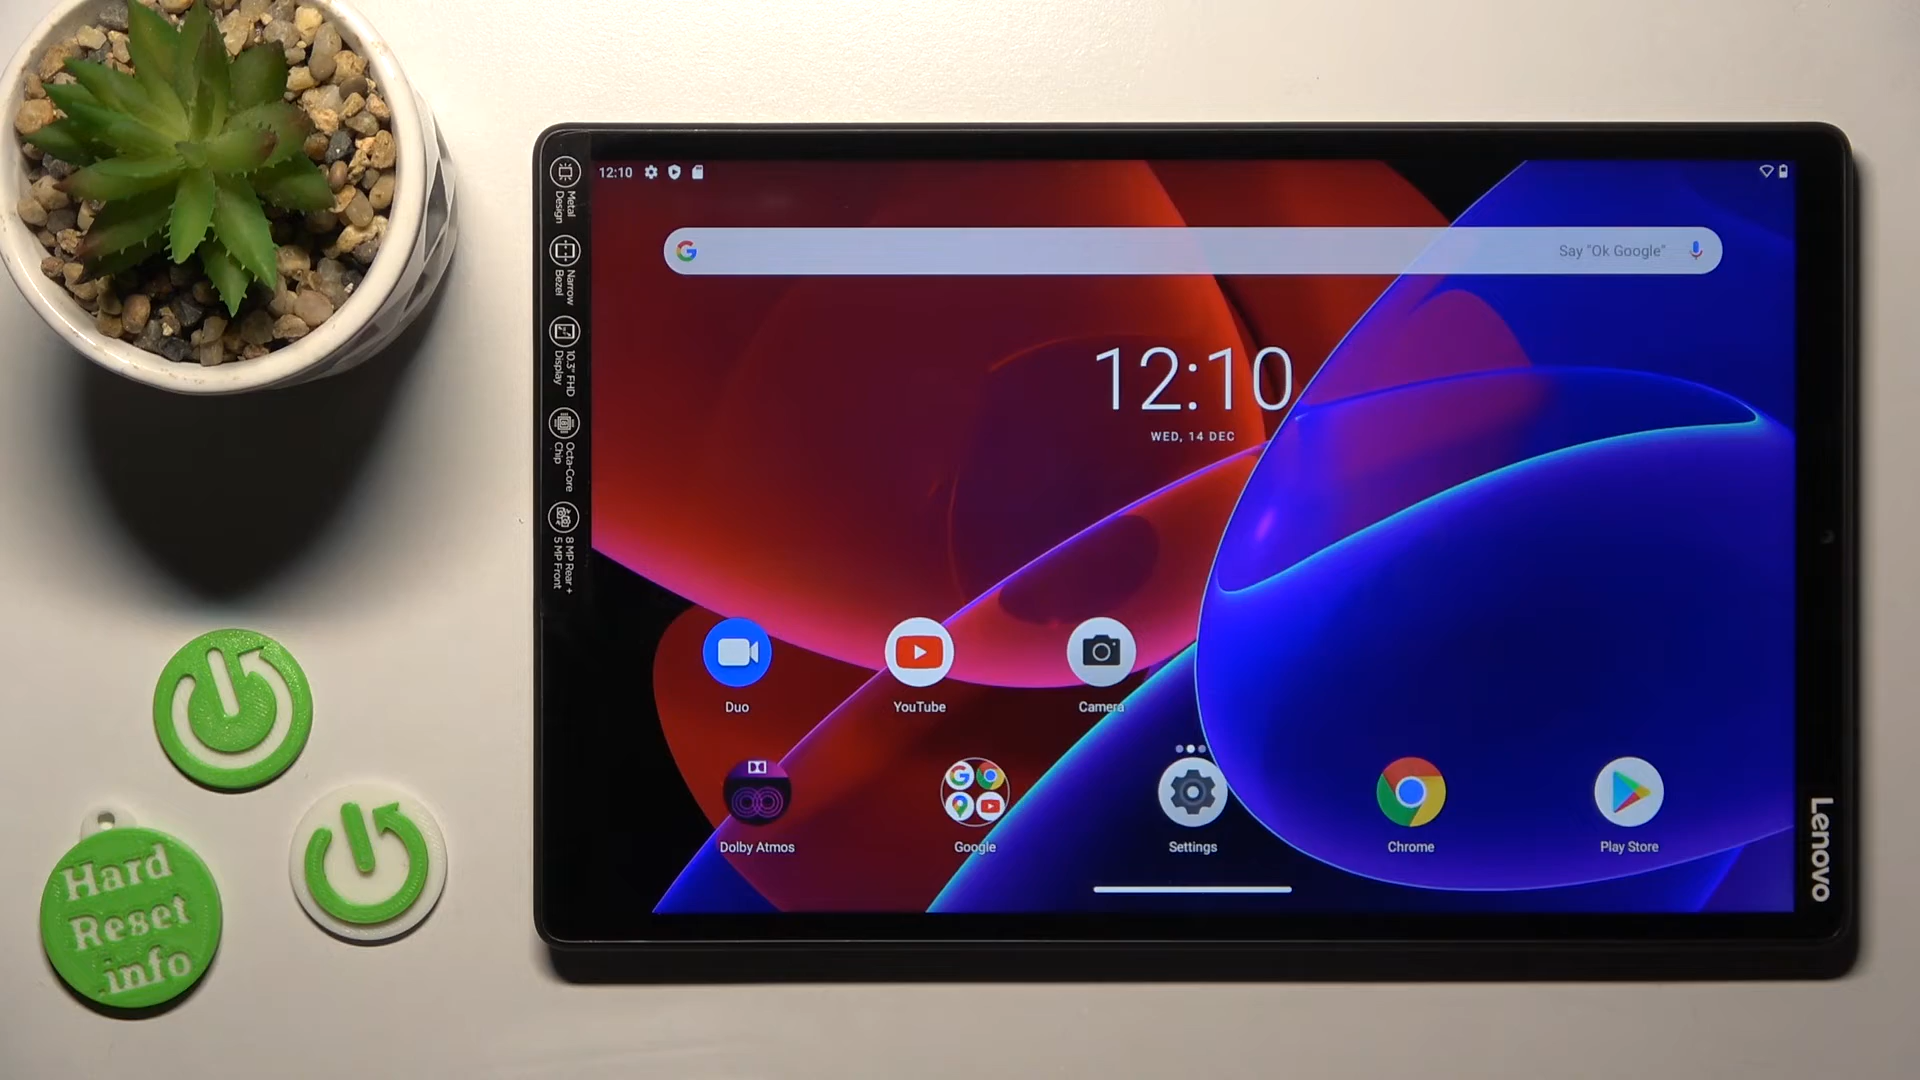 12:10
Say "Ok Google"
12:10
WED, 14 DEC
Duo
YouTube
Camera
Dolby Atmos
Google
Settings
Chrome
Play Store
Metal
Design
Narrow
Bezel
10.3" FHD
Display
Octa-Core
Chip
8 MP Rear +
5 MP Front
Lenovo
Hard
Reset
.info